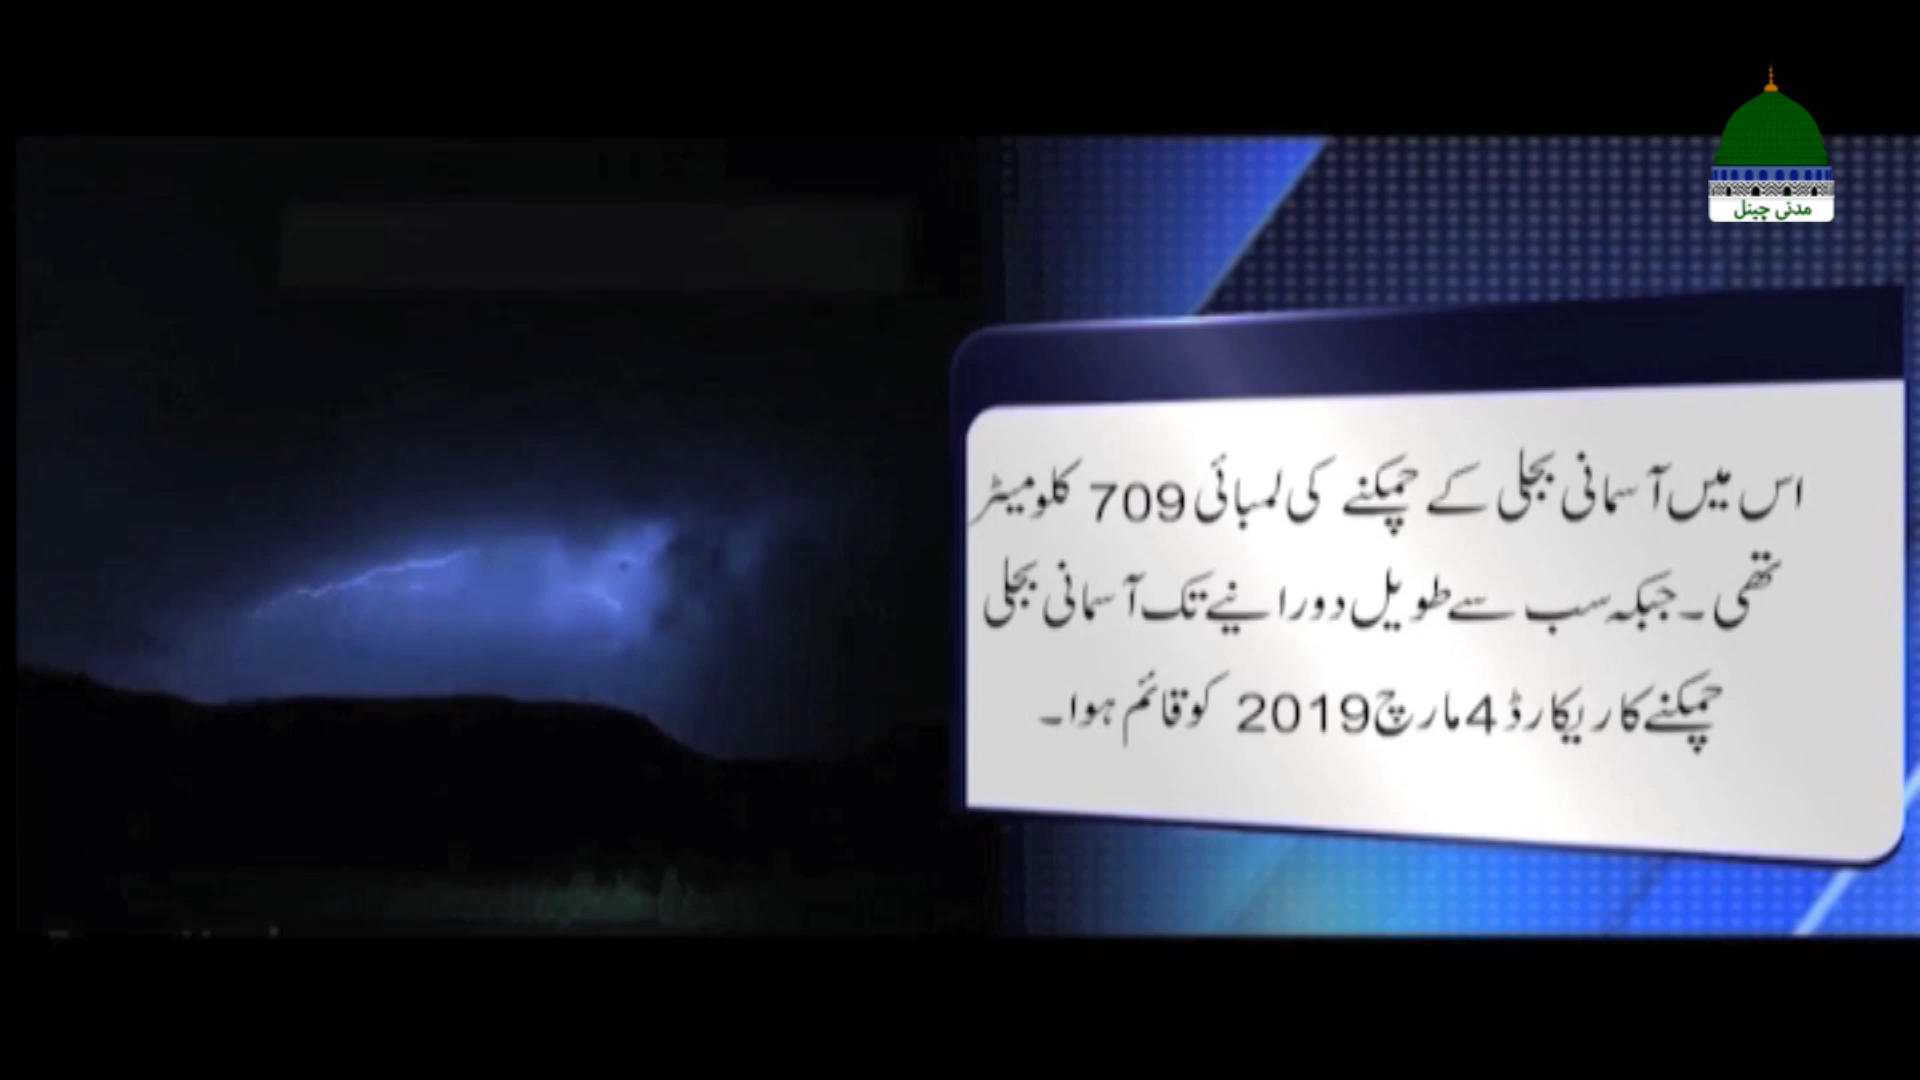 مدنی چینل
اس میں آسمانی بجلی کے چمکنے کی لمبائی 709 کلومیٹر
تھی۔ جبکہ سب سے طویل دورانیے تک آسمانی بجلی
چمکنے کا ریکارڈ 4 مارچ 2019 کو قائم ہوا۔